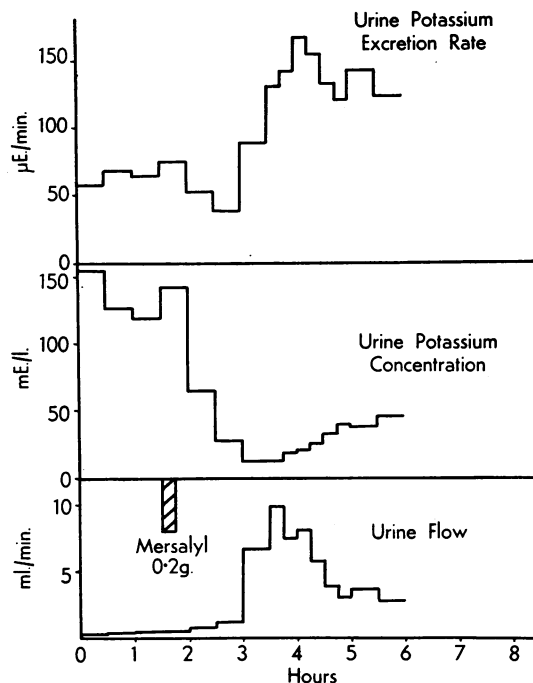 Urine Potassium
Excretion Rate
150
100
50
0
µE./min.
150
100
50
0
mE./l.
Urine Potassium
Concentration
10
5
ml./min.
Mersalyl
0·2g.
Urine Flow
0 1 2 3 4 5 6 7 8
Hours